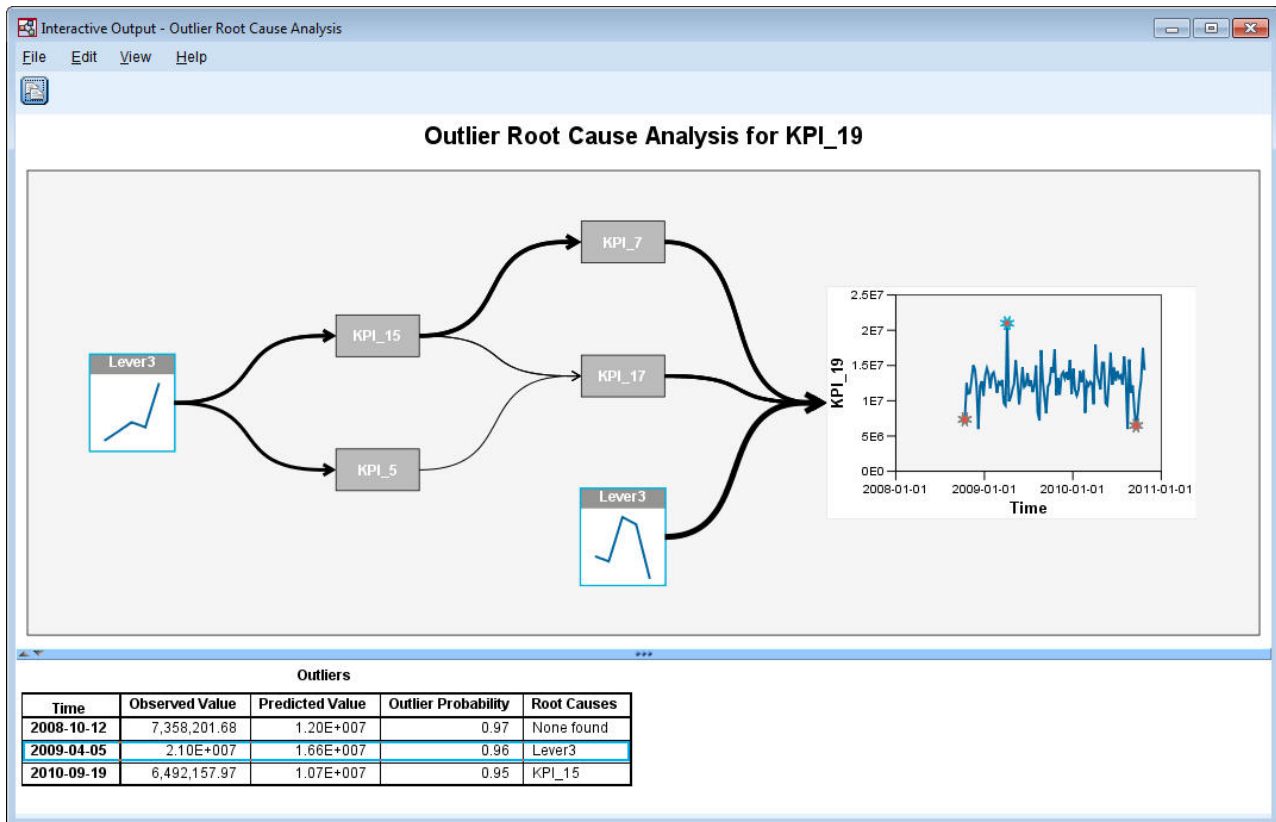 Interactive Output - Outlier Root Cause Analysis
File Edit View Help
Outlier Root Cause Analysis for KPI_19
KPI_7
KPI_15
Lever3
KPI_17
KPI_5
Lever3
KPI_19
2.5E7
2E7
1.5E7
1E7
5E6
0E0
2008-01-01 2009-01-01 2010-01-01 2011-01-01
Time
Outliers
Time Observed Value Predicted Value Outlier Probability Root Causes
2008-10-12 7,358,201.68 1.20E+007 0.97 None found
2009-04-05 2.10E+007 1.66E+007 0.96 Lever3
2010-09-19 6,492,157.97 1.07E+007 0.95 KPI_15